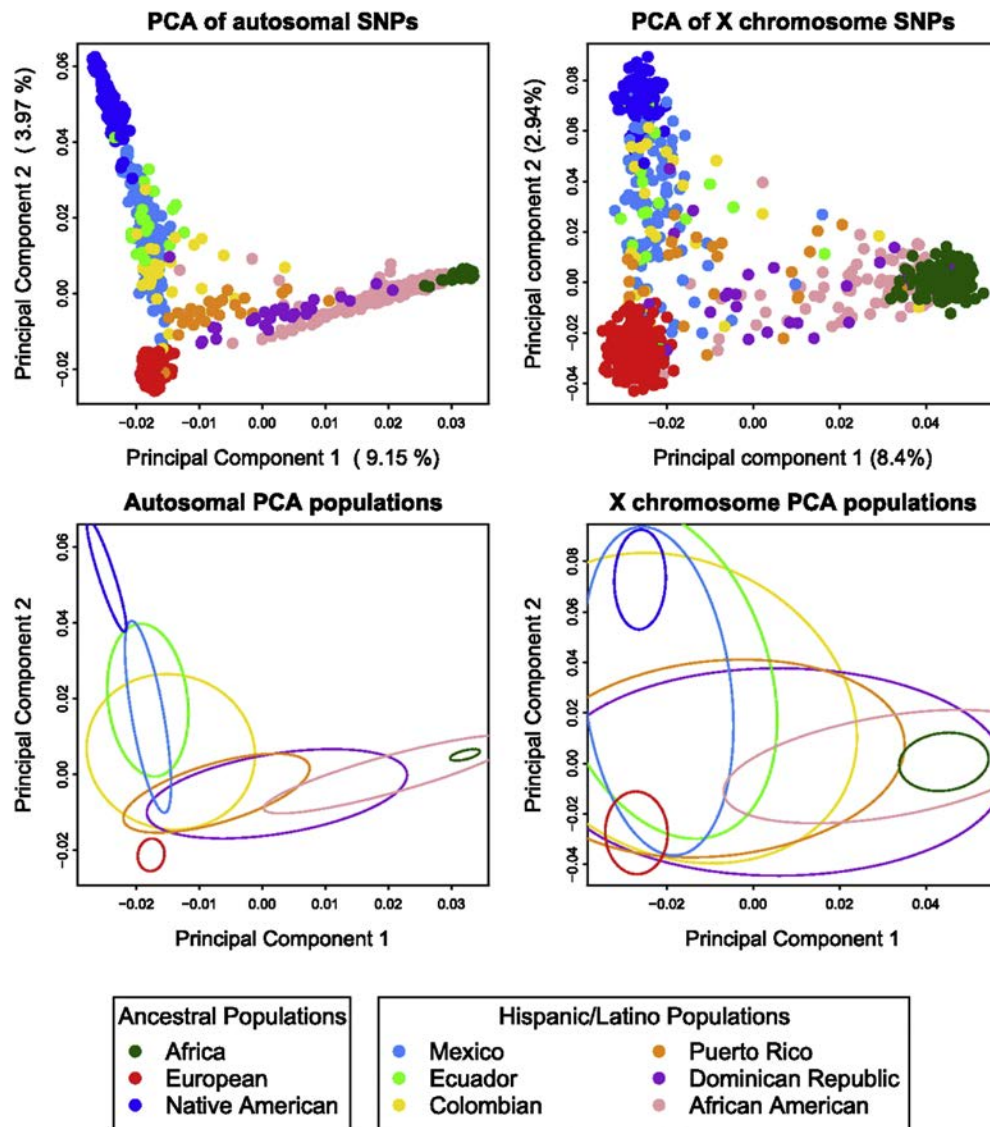 PCA of autosomal SNPs
Principal Component 2 ( 3.97 %)
0.06
0.04
0.02
0.00
−0.02
−0.02 −0.01 0.00 0.01 0.02 0.03
Principal Component 1 ( 9.15 %)
PCA of X chromosome SNPs
Principal component 2 (2.94%)
0.08
0.06
0.04
0.02
0.00
−0.02
−0.04
−0.02 0.00 0.02 0.04
Principal component 1 (8.4%)
Autosomal PCA populations
Principal Component 2
0.06
0.04
0.02
0.00
−0.02
−0.02 −0.01 0.00 0.01 0.02 0.03
Principal Component 1
X chromosome PCA populations
Principal Component 2
0.08
0.06
0.04
0.02
0.00
−0.02
−0.04
−0.02 0.00 0.02 0.04
Principal Component 1
Ancestral Populations
Africa
European
Native American
Hispanic/Latino Populations
Mexico
Ecuador
Colombian
Puerto Rico
Dominican Republic
African American